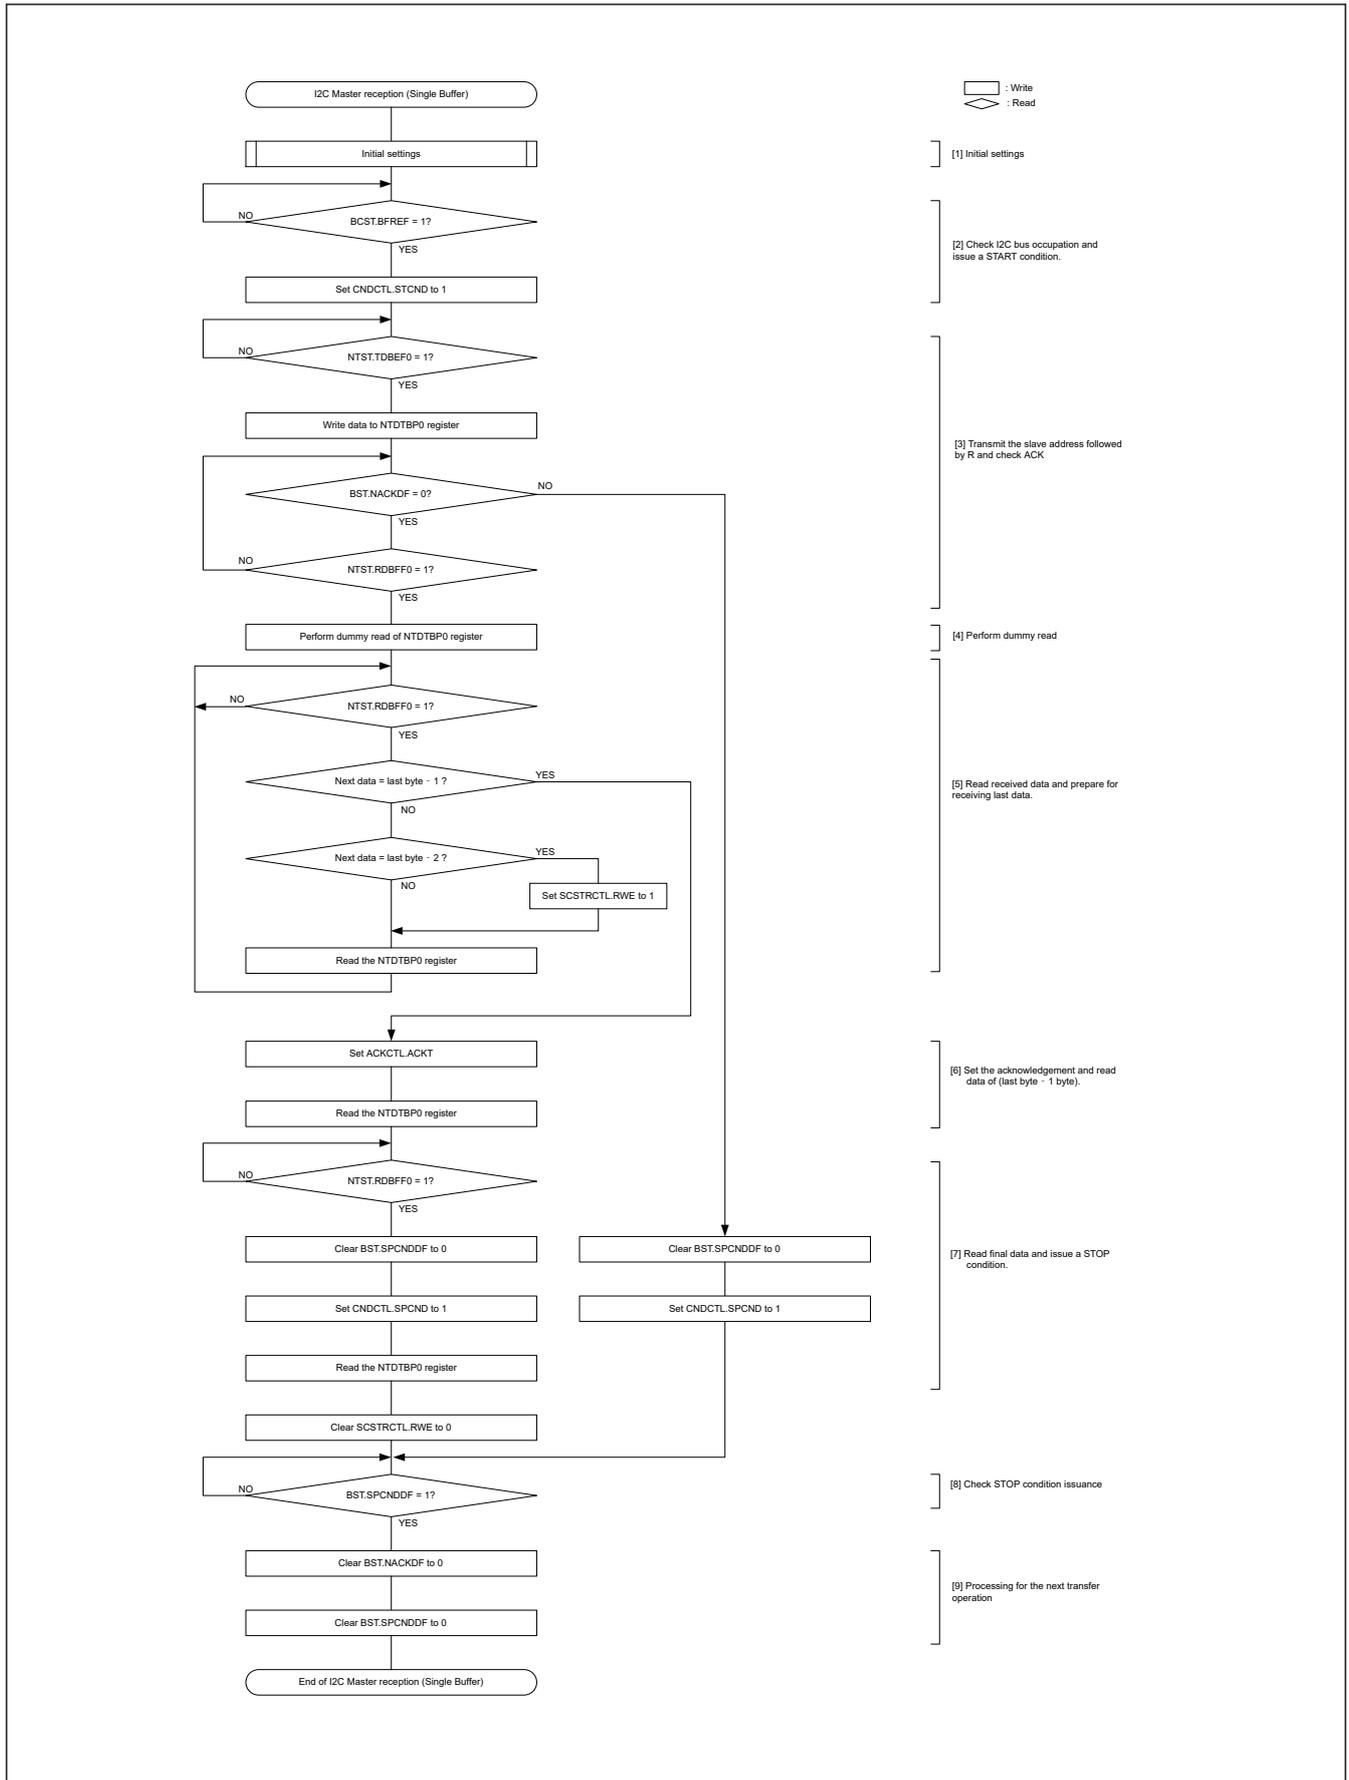 I2C Master reception (Single Buffer)
: Write
: Read
Initial settings
[1] Initial settings
NO
BCST.BFREF = 1?
YES
[2] Check I2C bus occupation and
issue a START condition.
Set CNDCTL.STCND to 1
NO
NTST.TDBEF0 = 1?
YES
Write data to NTDTBP0 register
[3] Transmit the slave address followed
by R and check ACK
BST.NACKDF = 0?
NO
YES
NO
NTST.RDBFF0 = 1?
YES
Perform dummy read of NTDTBP0 register
[4] Perform dummy read
NO
NTST.RDBFF0 = 1?
YES
Next data = last byte - 1 ?
YES
NO
[5] Read received data and prepare for
receiving last data.
Next data = last byte - 2 ?
YES
NO
Set SCSTRCTL.RWE to 1
Read the NTDTBP0 register
Set ACKCTL.ACKT
[6] Set the acknowledgement and read
data of (last byte - 1 byte).
Read the NTDTBP0 register
NO
NTST.RDBFF0 = 1?
YES
Clear BST.SPCNDDF to 0
Clear BST.SPCNDDF to 0
[7] Read final data and issue a STOP
condition.
Set CNDCTL.SPCND to 1
Set CNDCTL.SPCND to 1
Read the NTDTBP0 register
Clear SCSTRCTL.RWE to 0
NO
BST.SPCNDDF = 1?
YES
[8] Check STOP condition issuance
Clear BST.NACKDF to 0
[9] Processing for the next transfer
operation
Clear BST.SPCNDDF to 0
End of I2C Master reception (Single Buffer)